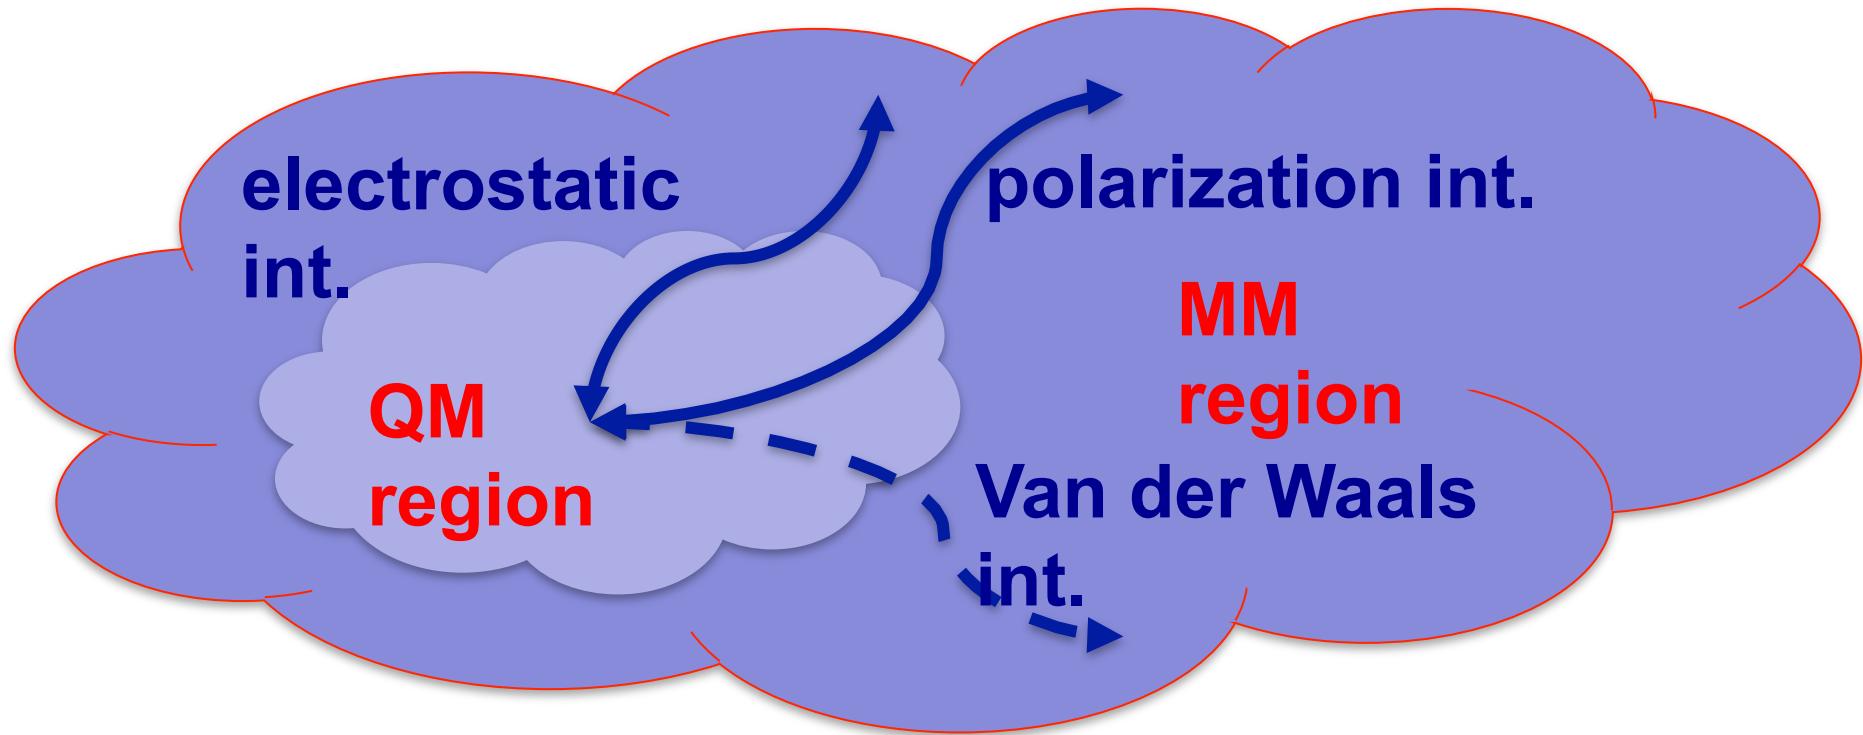 electrostatic
int.
polarization int.
MM
region
QM
region
Van der Waals
int.